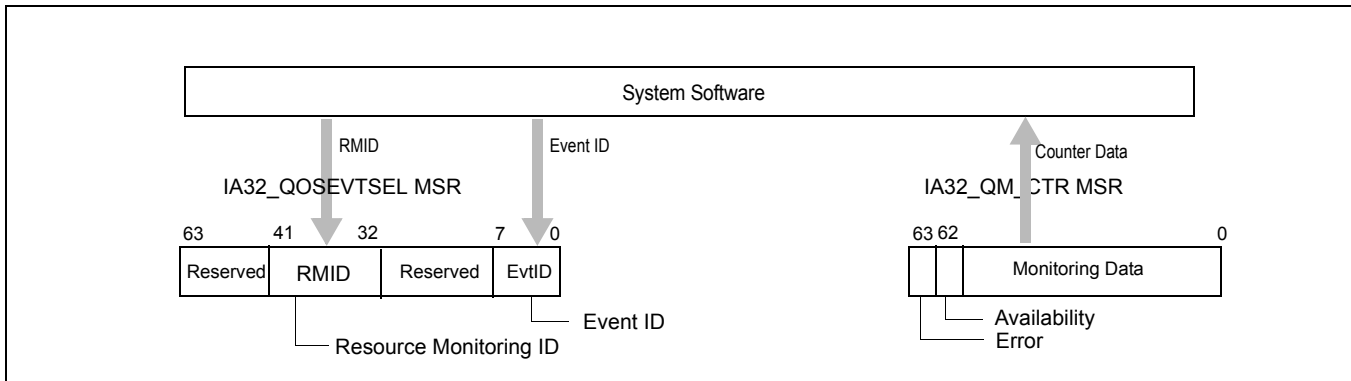 System Software
RMID
Event ID
Counter Data
IA32_QOSEVTSEL MSR
IA32_QM_CTR MSR
63 41 32 7 0
63 62 0
Reserved RMID Reserved EvtID
Monitoring Data
Event ID
Resource Monitoring ID
Availability
Error